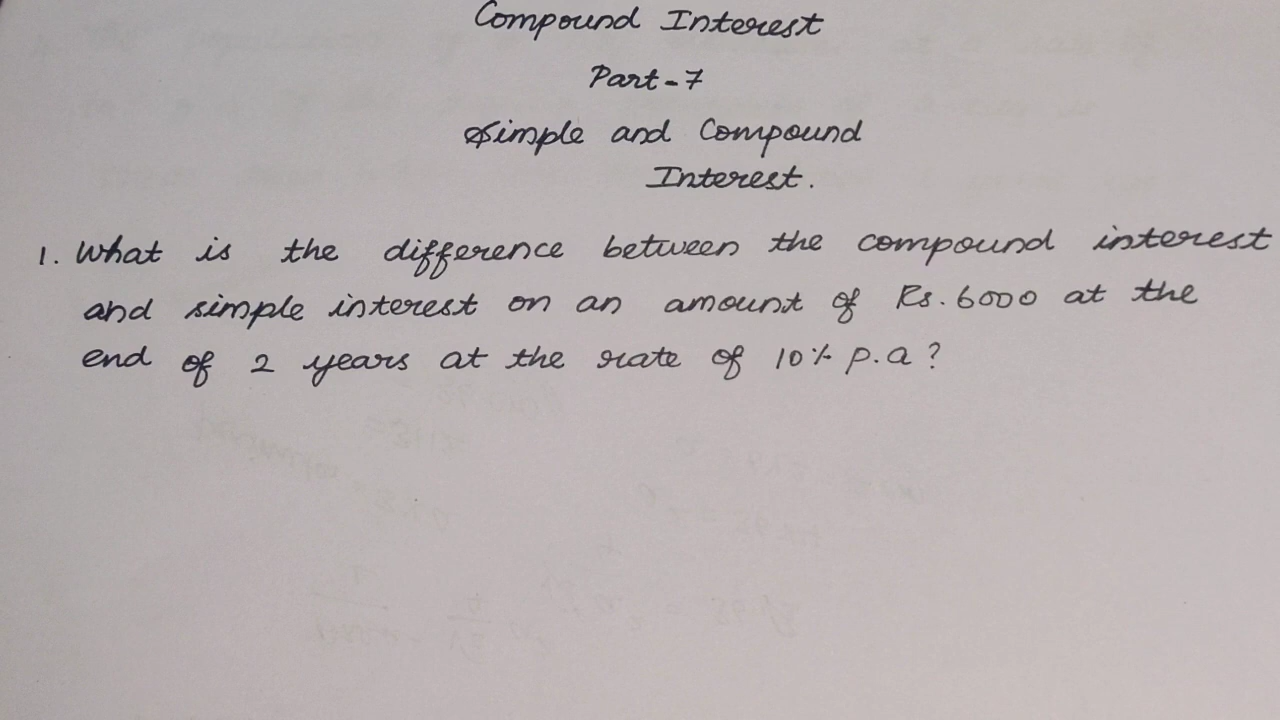 Compound Interest
Part-7
Simple and Compound
Interest.
1. What is the difference between the compound interest
and simple interest on an amount of Rs. 6000 at the
end of 2 years at the rate of 10% p.a?